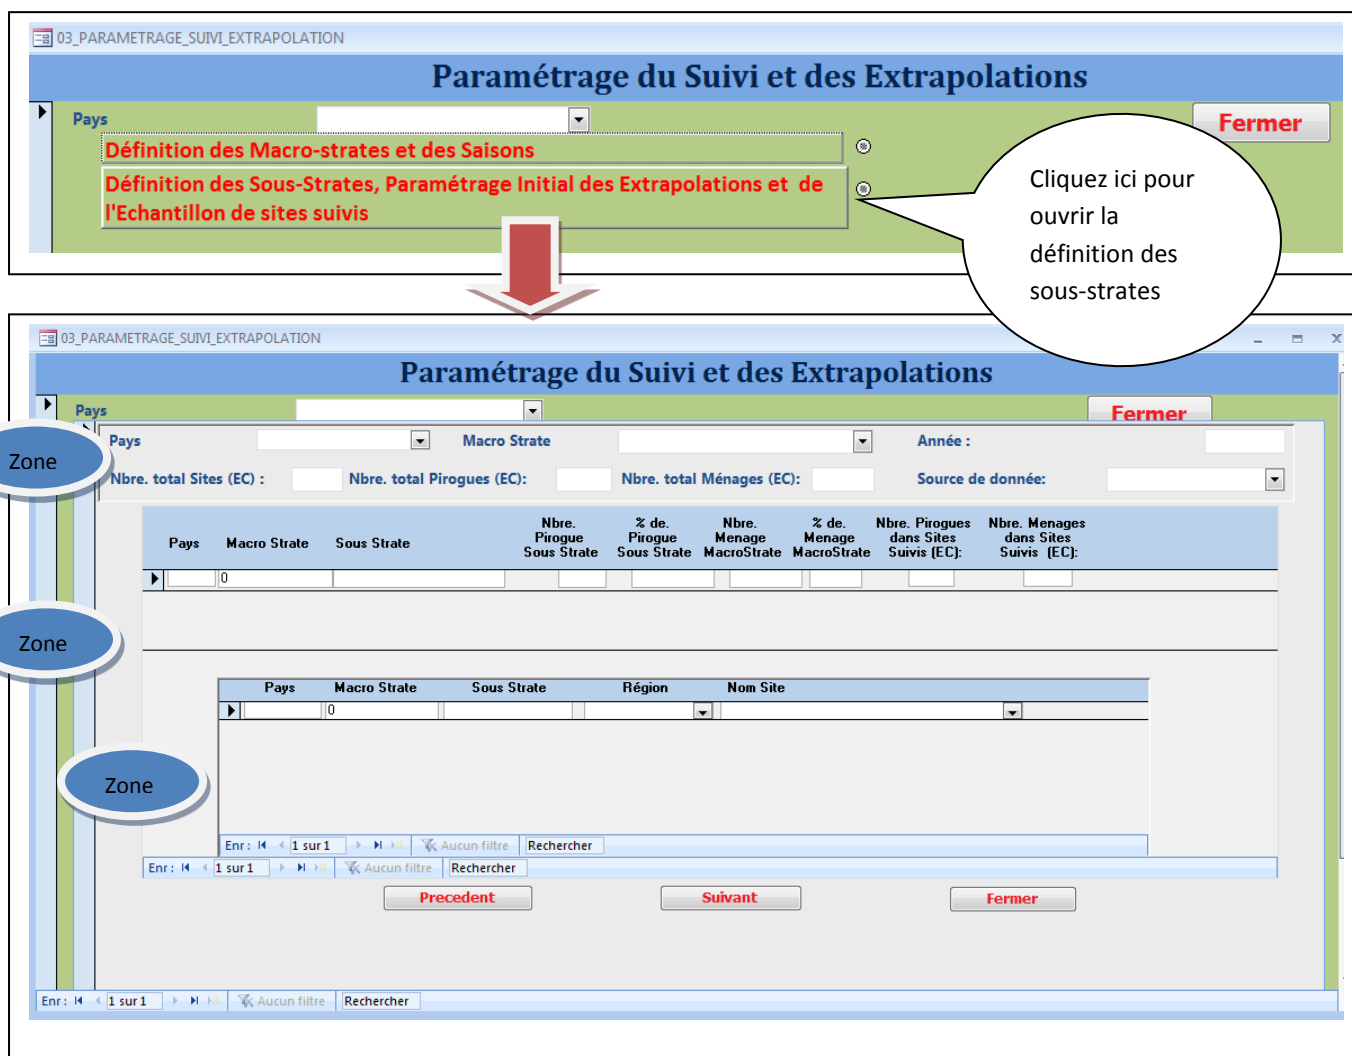 03_PARAMETRAGE_SUIVI_EXTRAPOLATION
Paramétrage du Suivi et des Extrapolations
Pays
Fermer
Définition des Macro-strates et des Saisons
Définition des Sous-Strates, Paramétrage Initial des Extrapolations et de
l'Echantillon de sites suivis
Cliquez ici pour
ouvrir la
définition des
sous-strates
03_PARAMETRAGE_SUIVI_EXTRAPOLATION
Paramétrage du Suivi et des Extrapolations
Pays
Fermer
Zone
Pays Macro Strate Année :
Nbre. total Sites (EC) : Nbre. total Pirogues (EC): Nbre. total Ménages (EC): Source de donnée:
Pays Macro Strate Sous Strate
Nbre.
Pirogue
Sous Strate
% de.
Pirogue
Sous Strate
Nbre.
Menage
MacroStrate
% de.
Menage
MacroStrate
Nbre. Pirogues
dans Sites
Suivis (EC):
Nbre. Menages
dans Sites
Suivis (EC):
0
Zone
Pays Macro Strate Sous Strate Région Nom Site
0
Zone
Enr : 1 sur 1 Aucun filtre Rechercher
Enr : 1 sur 1 Aucun filtre Rechercher
Precedent Suivant Fermer
Enr : 1 sur 1 Aucun filtre Rechercher